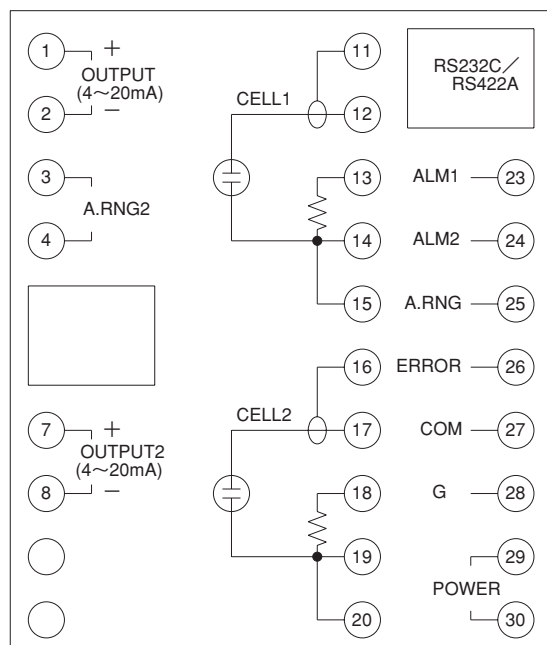 1
+
OUTPUT
(4～20mA)
2
−
3
A.RNG2
4
7
+
OUTPUT2
(4～20mA)
8
−
11
CELL1
12
13
14
15
16
CELL2
17
18
19
20
RS232C／
RS422A
ALM1
23
ALM2
24
A.RNG
25
ERROR
26
COM
27
G
28
29
POWER
30